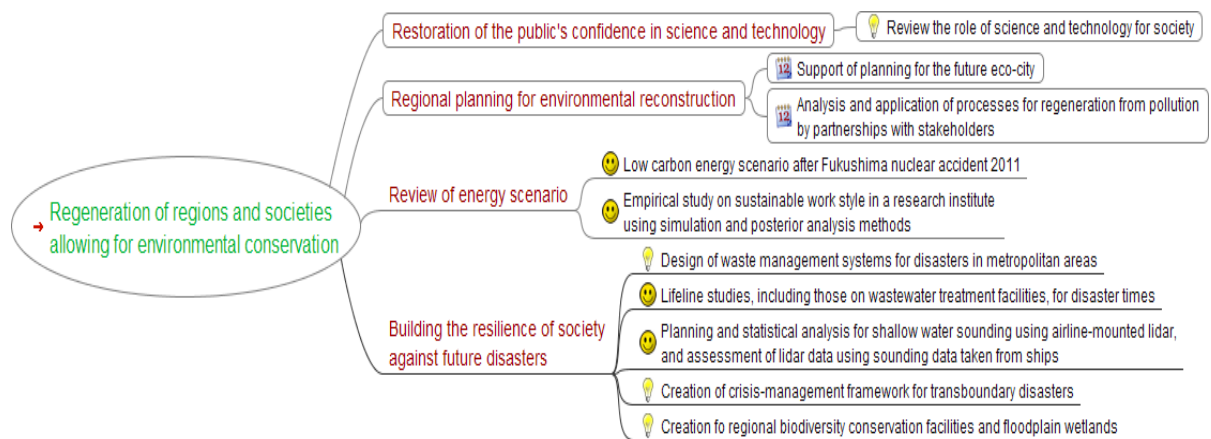 Restoration of the public's confidence in science and technology
Review the role of science and technology for society
Regional planning for environmental reconstruction
12 Support of planning for the future eco-city
12 Analysis and application of processes for regeneration from pollution
by partnerships with stakeholders
Regeneration of regions and societies
allowing for environmental conservation
Review of energy scenario
Low carbon energy scenario after Fukushima nuclear accident 2011
Empirical study on sustainable work style in a research institute
using simulation and posterior analysis methods
Building the resilience of society
against future disasters
Design of waste management systems for disasters in metropolitan areas
Lifeline studies, including those on wastewater treatment facilities, for disaster times
Planning and statistical analysis for shallow water sounding using airline-mounted lidar,
and assessment of lidar data using sounding data taken from ships
Creation of crisis-management framework for transboundary disasters
Creation fo regional biodiversity conservation facilities and floodplain wetlands